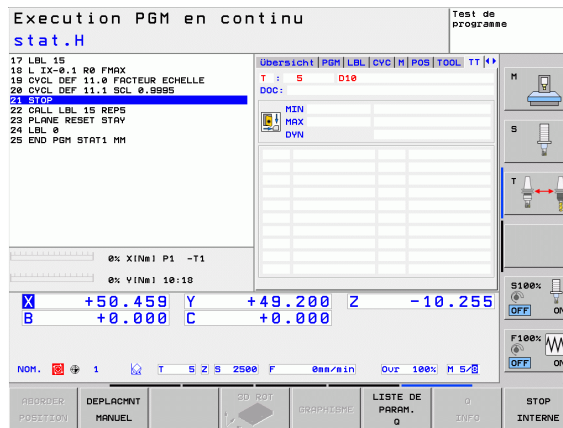 Execution PGM en continu
Test de
programme
stat.H
17 LBL 15
18 L IX-0.1 R0 FMAX
19 CYCL DEF 11.0 FACTEUR ECHELLE
20 CYCL DEF 11.1 SCL 0.9995
21 STOP
22 CALL LBL 15 REP5
23 PLANE RESET STAY
24 LBL 0
25 END PGM STAT1 MM
Übersicht PGM LBL CYC M POS TOOL TT
T : 5 D10
DOC:
MIN
MAX
DYN
0% X[Nm] P1 -T1
0% Y[Nm] 10:18
X +50.459 Y +49.200 Z -10.255
B +0.000 C +0.000
NOM. 1 T 5 Z S 2500 F 0mm/min Ovr 100% M 5/8
M
S
T
S100%
OFF ON
F100%
OFF ON
ABORDER
POSITION
DEPLACMNT
MANUEL
3D ROT
GRAPHISME
LISTE DE
PARAM.
Q
Q
INFO
STOP
INTERNE